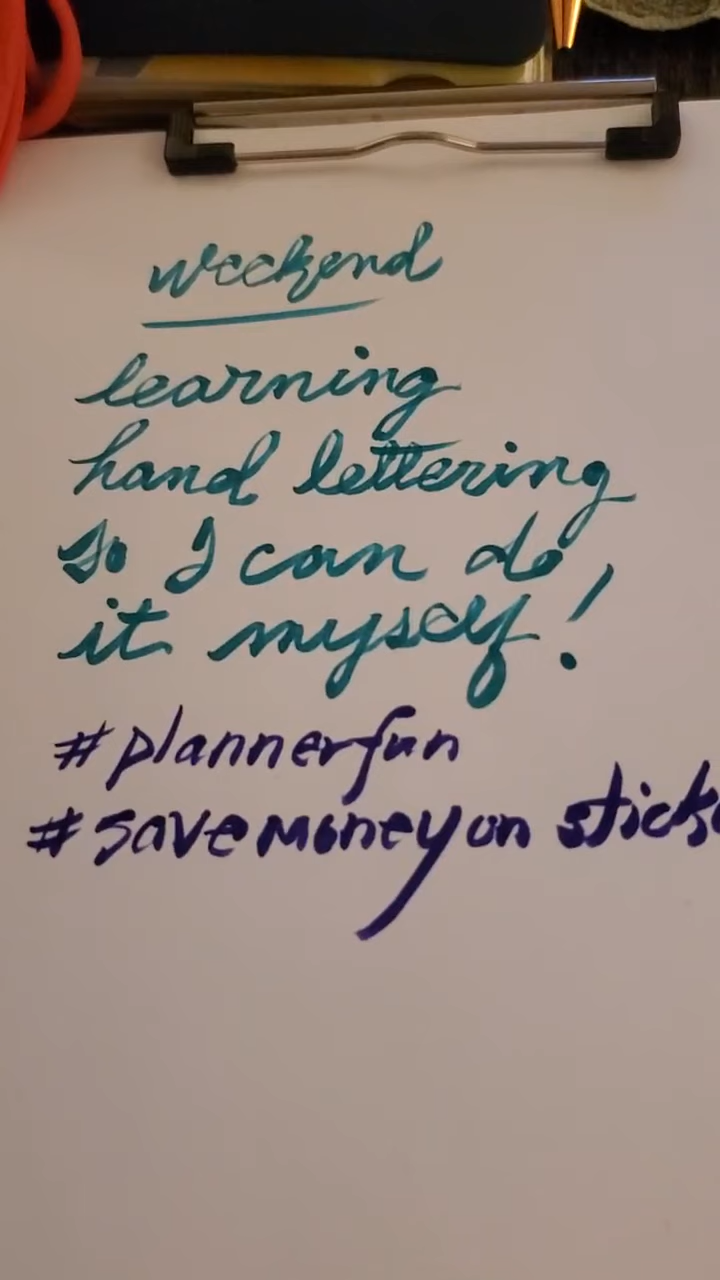 weekend
learning
hand lettering
so I can do
it myself!
#plannerfun
#savemoneyon